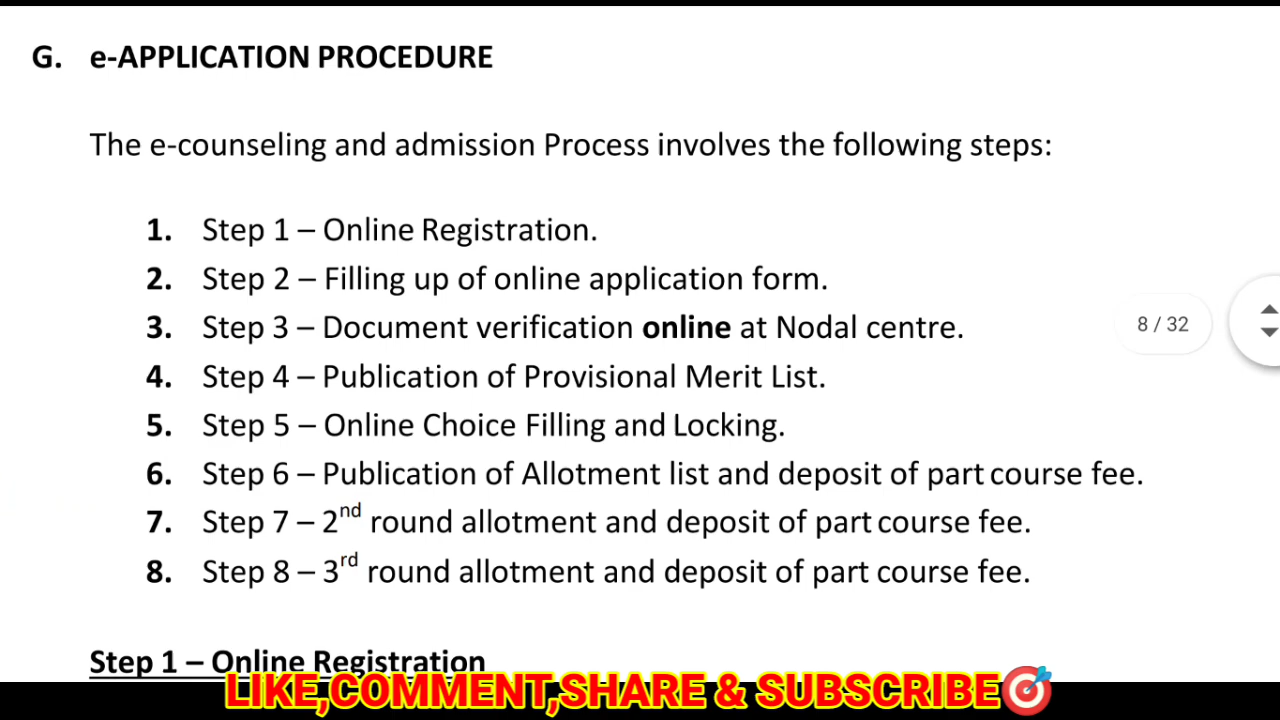 G. e-APPLICATION PROCEDURE
The e-counseling and admission Process involves the following steps:
1. Step 1 – Online Registration.
2. Step 2 – Filling up of online application form.
3. Step 3 – Document verification online at Nodal centre.
8 / 32
4. Step 4 – Publication of Provisional Merit List.
5. Step 5 – Online Choice Filling and Locking.
6. Step 6 – Publication of Allotment list and deposit of part course fee.
7. Step 7 – 2nd round allotment and deposit of part course fee.
8. Step 8 – 3rd round allotment and deposit of part course fee.
Step 1 – Online Registration
LIKE,COMMENT,SHARE & SUBSCRIBE🎯